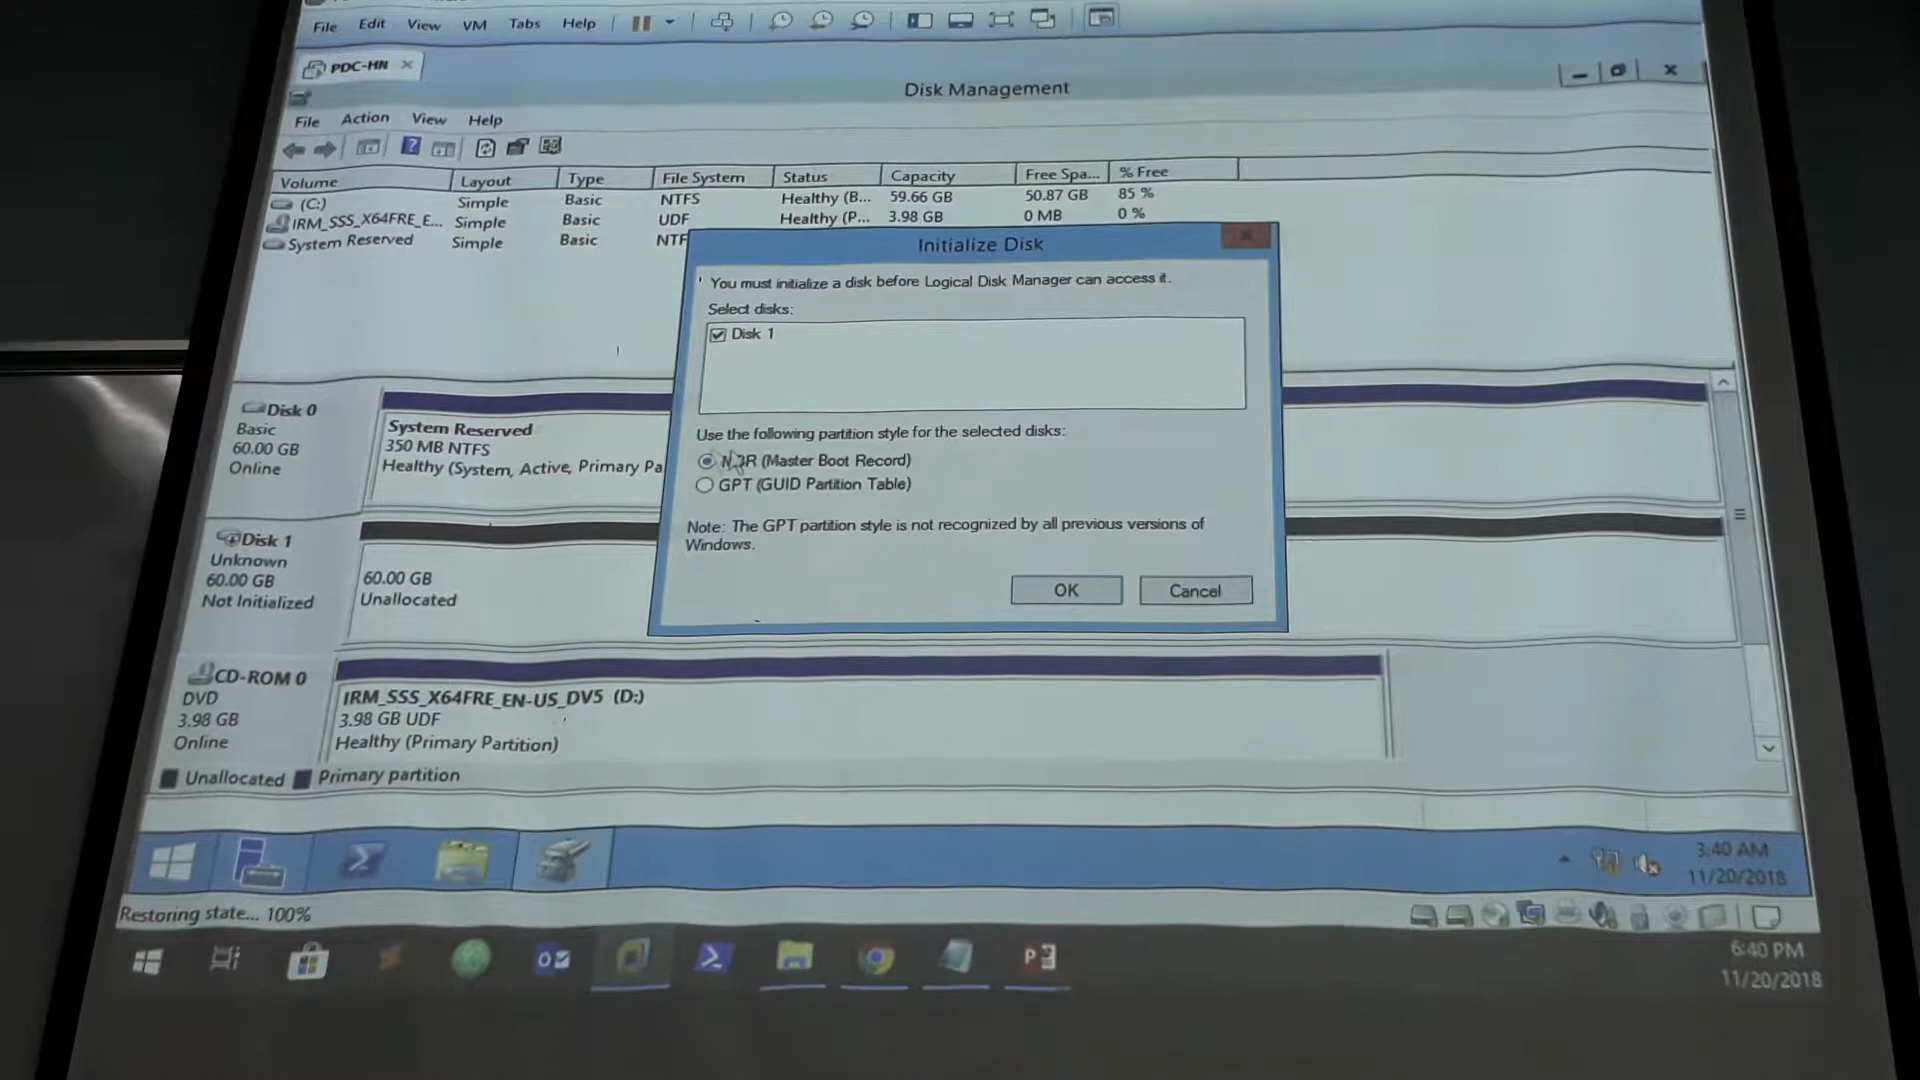 File Edit View VM Tabs Help
PDC-HN
Disk Management
File Action View Help
Volume Layout Type File System Status Capacity Free Spa... % Free
(C:) Simple Basic NTFS Healthy (B... 59.66 GB 50.87 GB 85 %
IRM_SSS_X64FRE_E... Simple Basic UDF Healthy (P... 3.98 GB 0 MB 0 %
System Reserved Simple Basic NTF
Initialize Disk
You must initialize a disk before Logical Disk Manager can access it.
Select disks:
Disk 1
Use the following partition style for the selected disks:
(Master Boot Record)
GPT (GUID Partition Table)
Note: The GPT partition style is not recognized by all previous versions of
Windows.
OK Cancel
Disk 0
Basic
60.00 GB
Online
System Reserved
350 MB NTFS
Healthy (System, Active, Primary Pa
Disk 1
Unknown
60.00 GB
Not Initialized
60.00 GB
Unallocated
CD-ROM 0
DVD
3.98 GB
Online
IRM_SSS_X64FRE_EN-US_DV5 (D:)
3.98 GB UDF
Healthy (Primary Partition)
Unallocated Primary partition
3:40 AM
11/20/2018
Restoring state... 100%
6:40 PM
11/20/2018